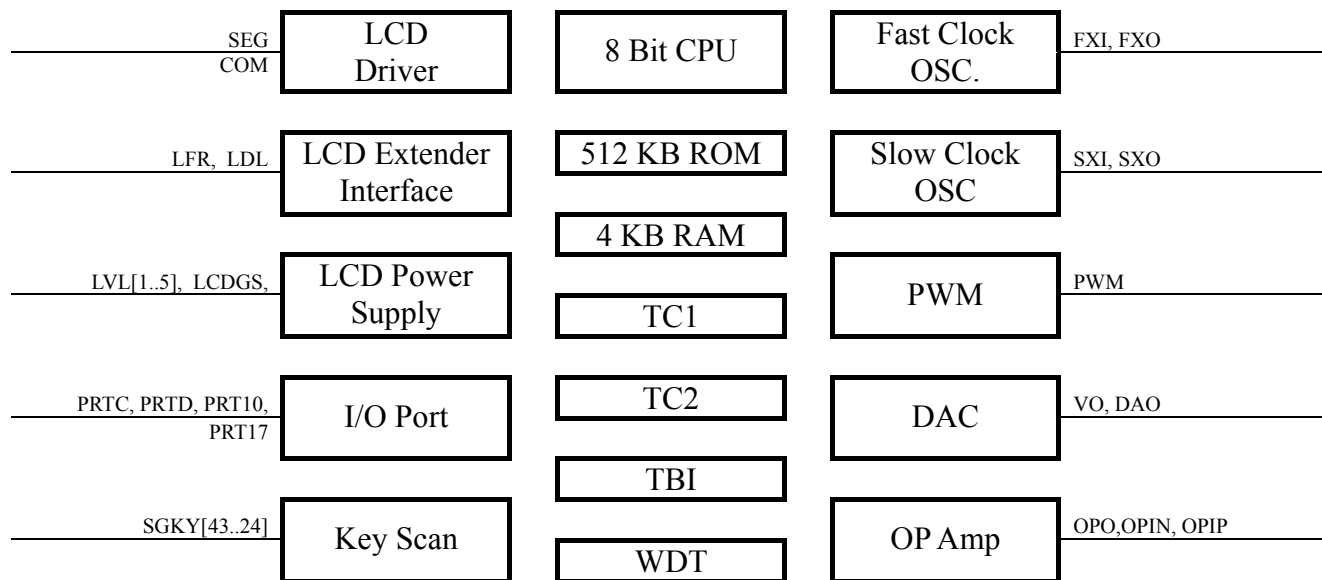 SEG
COM
LCD
Driver
8 Bit CPU
Fast Clock
OSC.
FXI, FXO
LFR, LDL
LCD Extender
Interface
512 KB ROM
Slow Clock
OSC
SXI, SXO
4 KB RAM
LVL[1..5], LCDGS,
LCD Power
Supply
TC1
PWM
PWM
PRTC, PRTD, PRT10,
PRT17
I/O Port
TC2
DAC
VO, DAO
TBI
SGKY[43..24]
Key Scan
WDT
OP Amp
OPO,OPIN, OPIP